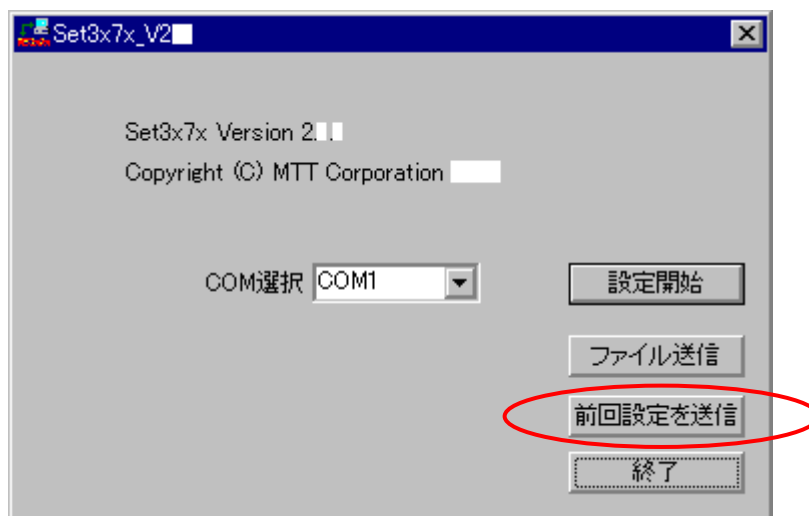 Set3x7x_V2
Set3x7x Version 2. .
Copyright (C) MTT Corporation
COM選択 COM1
設定開始
ファイル送信
前回設定を送信
終了